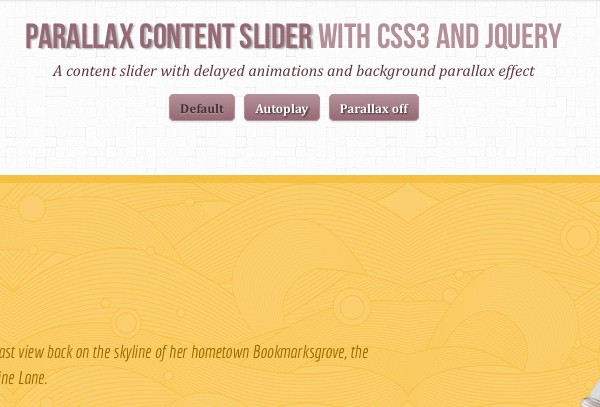 PARALLAX CONTENT SLIDER WITH CSS3 AND JQUERY
A content slider with delayed animations and background parallax effect
Default Autoplay Parallax off
ast view back on the skyline of her hometown Bookmarksgrove, the
ine Lane.